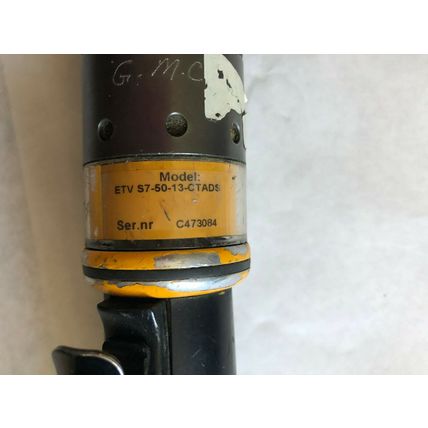 G.M.C
Model:
ETV S7-50-13-CTADS
Ser.nr C473084